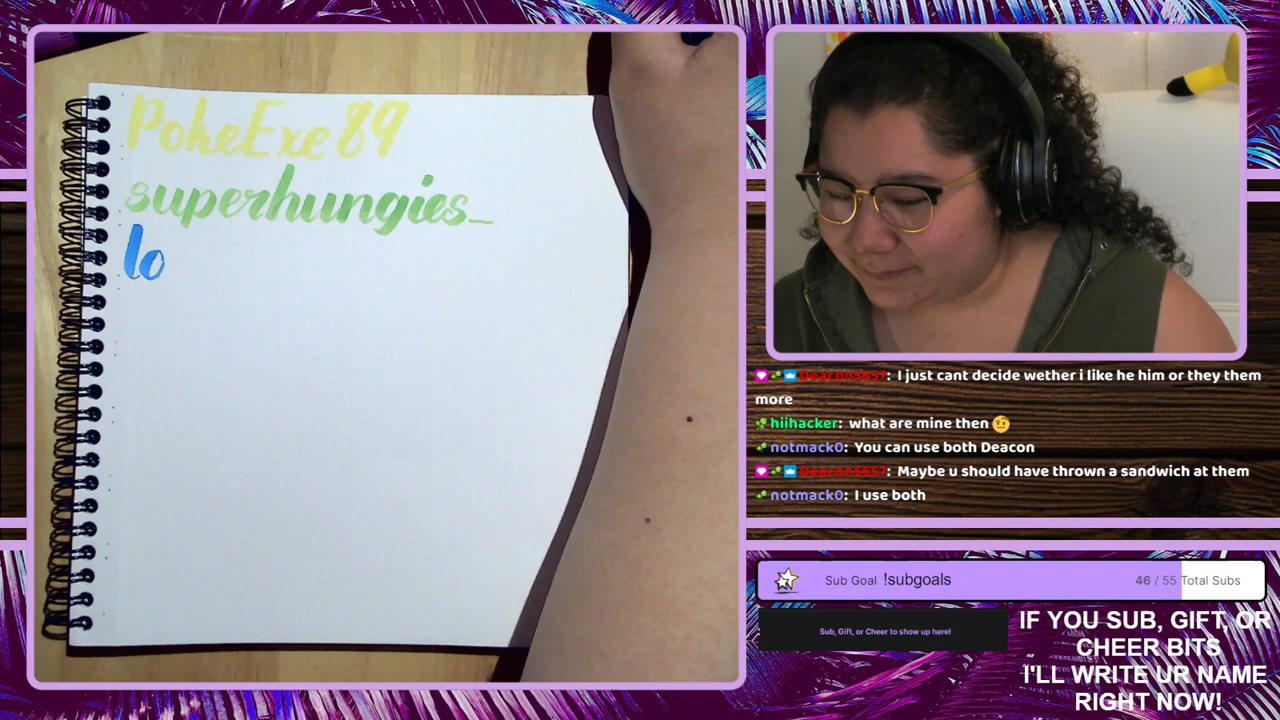 PokeExe89
superhungies_
lo
Deacon5657: I just cant decide wether i like he him or they them
more
hiihacker: what are mine then
notmack0: You can use both Deacon
Deacon5657: Maybe u should have thrown a sandwich at them
notmack0: I use both
Sub Goal !subgoals 46 / 55 Total Subs
Sub, Gift, or Cheer to show up here!
IF YOU SUB, GIFT, OR
CHEER BITS
I'LL WRITE UR NAME
RIGHT NOW!